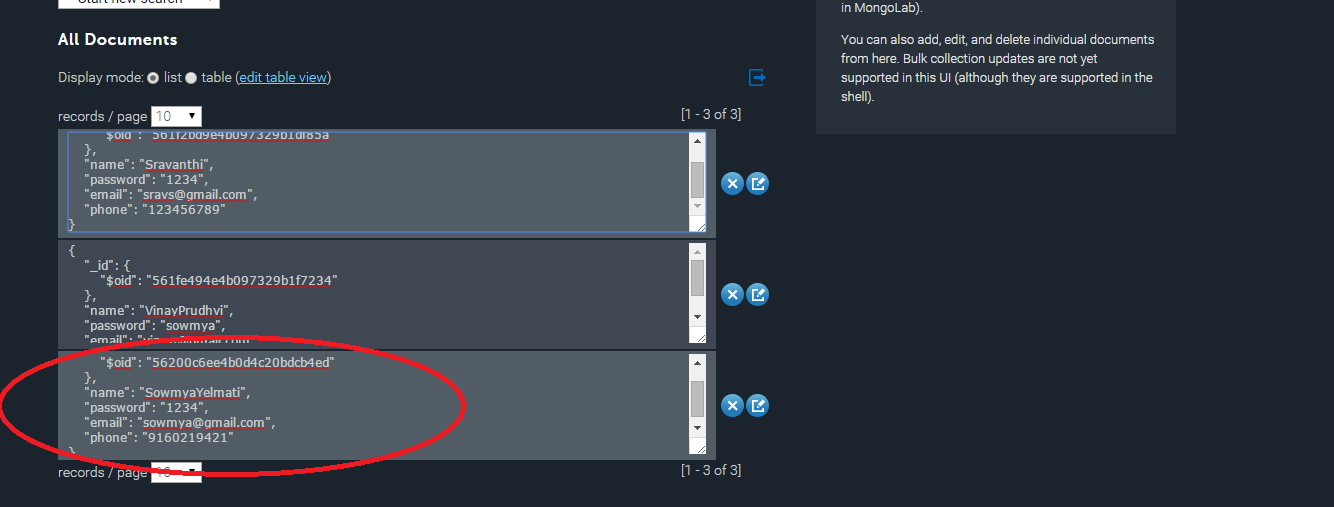 Start new search
in MongoLab).
All Documents
You can also add, edit, and delete individual documents
from here. Bulk collection updates are not yet
supported in this UI (although they are supported in the
shell).
Display mode: list table (edit table view)
records / page 10
[1 - 3 of 3]
"$oid": "561f2bd9e4b097329b1df85a"
},
"name": "Sravanthi",
"password": "1234",
"email": "sravs@gmail.com",
"phone": "123456789"
}
{
"_id": {
"$oid": "561fe494e4b097329b1f7234"
},
"name": "VinayPrudhvi",
"password": "sowmya",
"email":
"$oid": "56200c6ee4b0d4c20bdcb4ed"
},
"name": "SowmyaYelmati",
"password": "1234",
"email": "sowmya@gmail.com",
"phone": "9160219421"
}
records / page 10
[1 - 3 of 3]